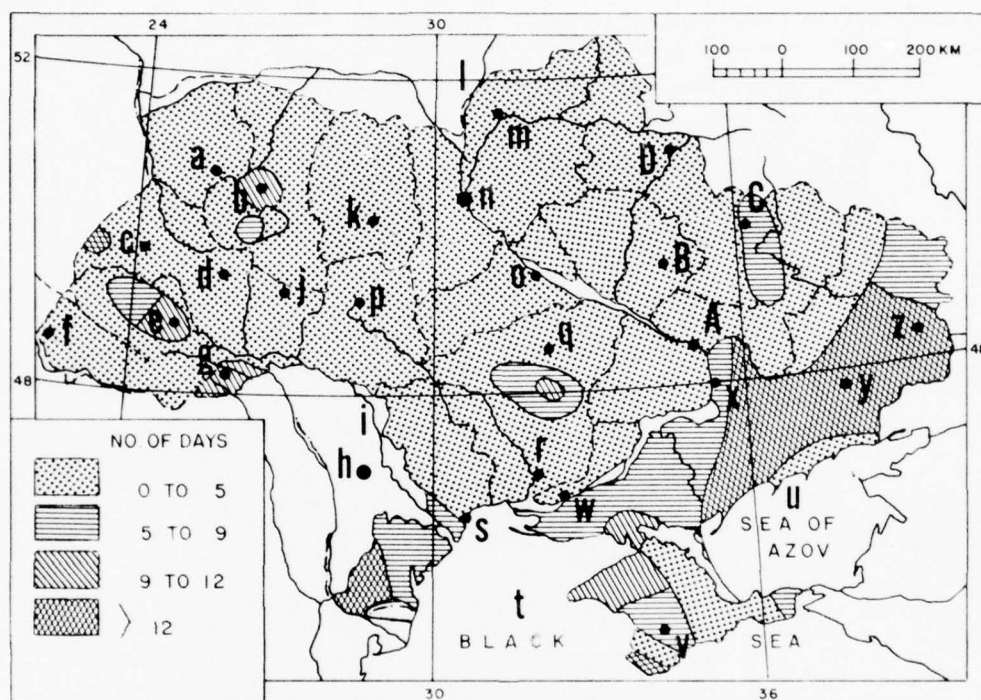 24
30
52
100 0 100 200 KM
l
m
a
D
b
n
C
k
c
B
d
o
j
p
e
A
f
z
q
g
48
48
x
y
NO OF DAYS
i
0 TO 5
h
r
w
u
5 TO 9
s
SEA OF
AZOV
9 TO 12
t
> 12
BLACK
v
SEA
30
36